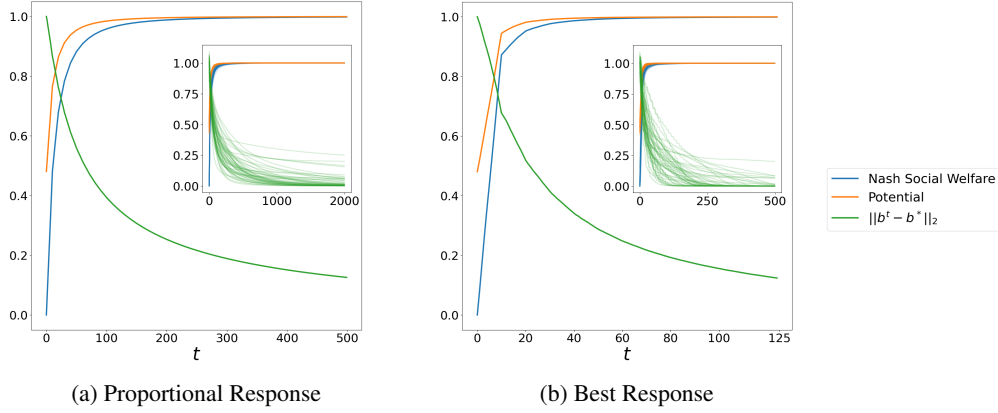 1.0
0.8
0.6
0.4
0.2
0.0
0 100 200 300 400 500
t
1.00
0.75
0.50
0.25
0.00
0 1000 2000
(a) Proportional Response
1.0
0.8
0.6
0.4
0.2
0.0
0 20 40 60 80 100 125
t
1.00
0.75
0.50
0.25
0.00
0 250 500
(b) Best Response
Nash Social Welfare
Potential
||b^t − b^*||_2